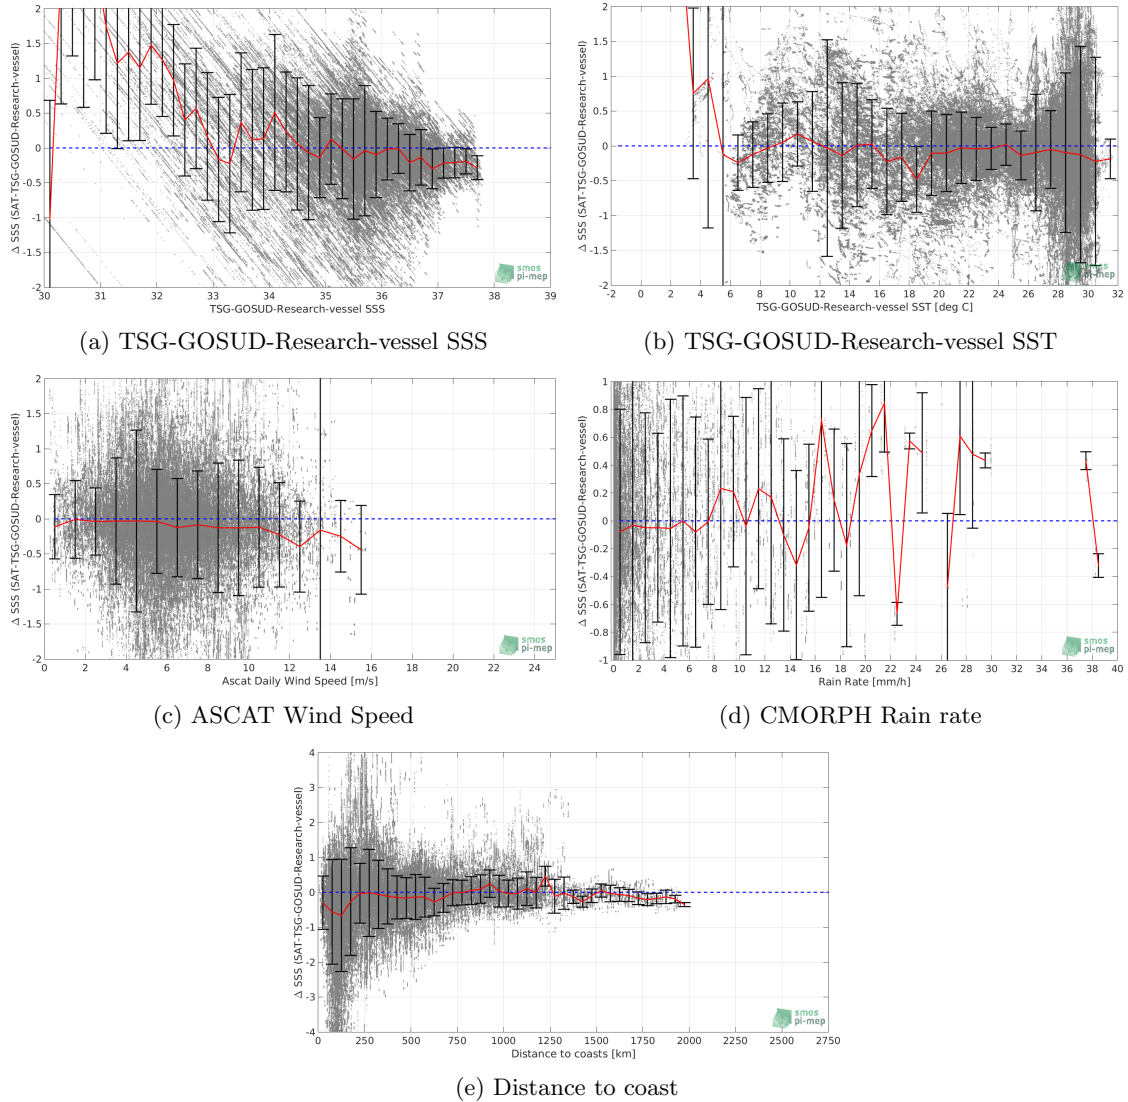 2
1.5
1
0.5
0
-0.5
-1
-1.5
-2
Δ SSS (SAT-TSG-GOSUD-Research-vessel)
30 31 32 33 34 35 36 37 38 39
TSG-GOSUD-Research-vessel SSS
smos
pi-mep
(a) TSG-GOSUD-Research-vessel SSS
2
1.5
1
0.5
0
-0.5
-1
-1.5
-2
Δ SSS (SAT-TSG-GOSUD-Research-vessel)
-2 0 2 4 6 8 10 12 14 16 18 20 22 24 26 28 30 32
TSG-GOSUD-Research-vessel SST [deg C]
smos
pi-mep
(b) TSG-GOSUD-Research-vessel SST
2
1.5
1
0.5
0
-0.5
-1
-1.5
-2
Δ SSS (SAT-TSG-GOSUD-Research-vessel)
0 2 4 6 8 10 12 14 16 18 20 22 24
Ascat Daily Wind Speed [m/s]
smos
pi-mep
(c) ASCAT Wind Speed
1
0.8
0.6
0.4
0.2
0
-0.2
-0.4
-0.6
-0.8
-1
Δ SSS (SAT-TSG-GOSUD-Research-vessel)
0 2 4 6 8 10 12 14 16 18 20 22 24 26 28 30 32 34 36 38 40
Rain Rate [mm/h]
smos
pi-mep
(d) CMORPH Rain rate
4
3
2
1
0
-1
-2
-3
-4
Δ SSS (SAT-TSG-GOSUD-Research-vessel)
0 250 500 750 1000 1250 1500 1750 2000 2250 2500 2750
Distance to coasts [km]
smos
pi-mep
(e) Distance to coast